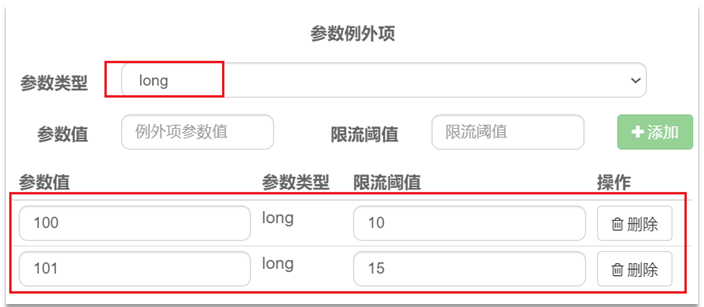 参数例外项
参数类型 long
参数值 例外项参数值 限流阈值 限流阈值 +添加
参数值 参数类型 限流阈值 操作
100 long 10 删除
101 long 15 删除